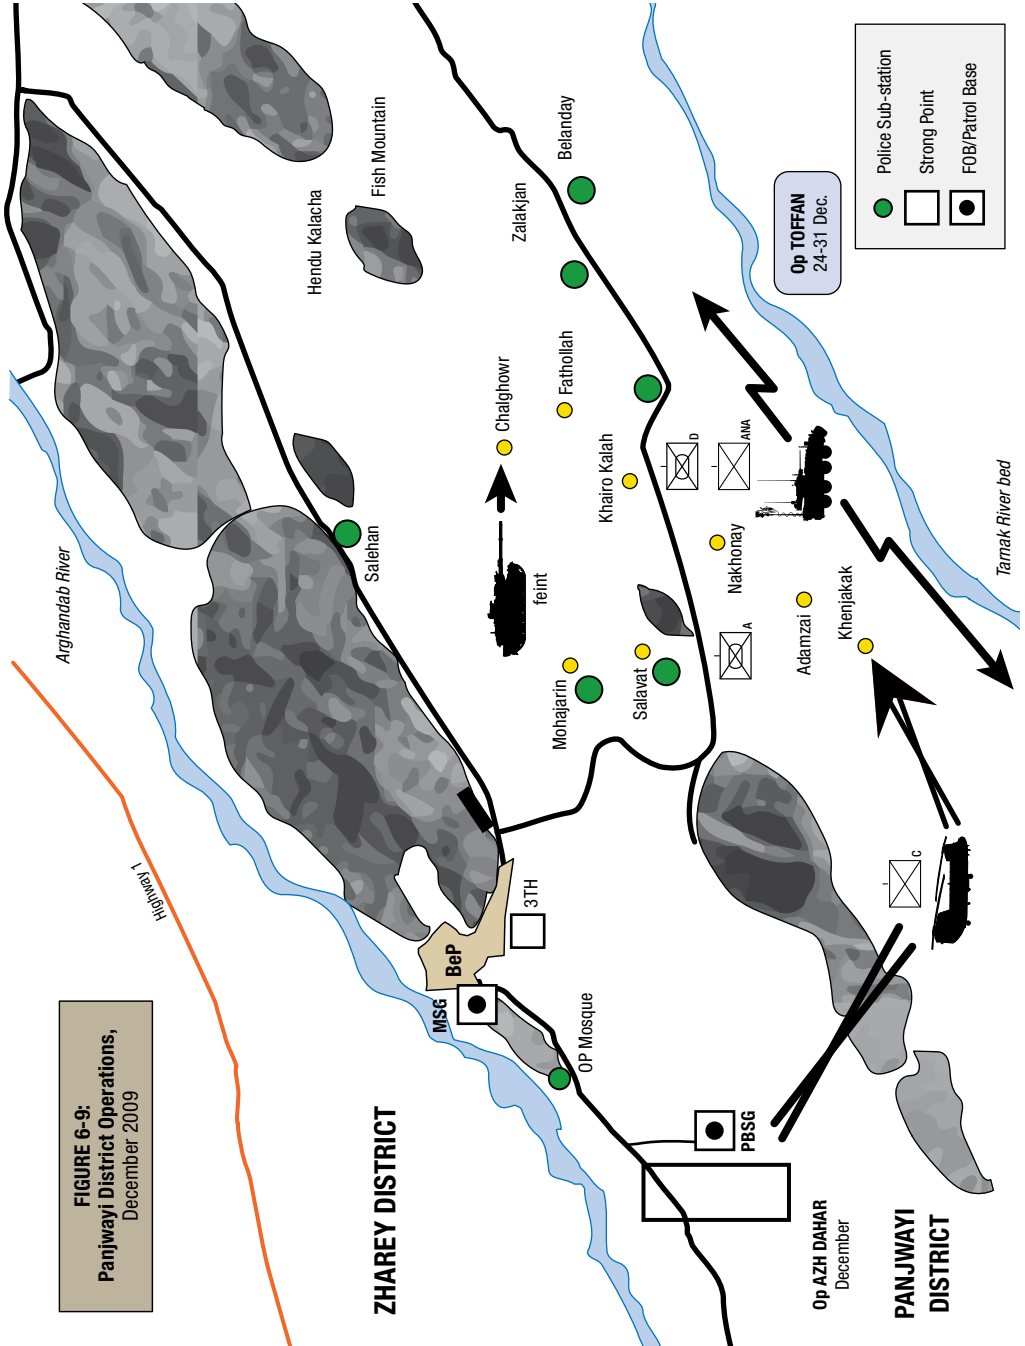 FIGURE 6-9:
Panjwayi District Operations,
December 2009
Highway 1
Arghandab River
ZHAREY DISTRICT
MSG
BeP
3TH
OP Mosque
PBSG
Op AZH DAHAR
December
PANJWAYI
DISTRICT
Salehan
Hendu Kalacha
Fish Mountain
feint
Chalghowr
Fathollah
Zalakjan
Belanday
Mohajarin
Salavat
Khairo Kalah
D
ANA
A
C
Nakhonay
Adamzai
Khenjakak
Op TOFFAN
24-31 Dec.
Tarnak River bed
Police Sub-station
Strong Point
FOB/Patrol Base